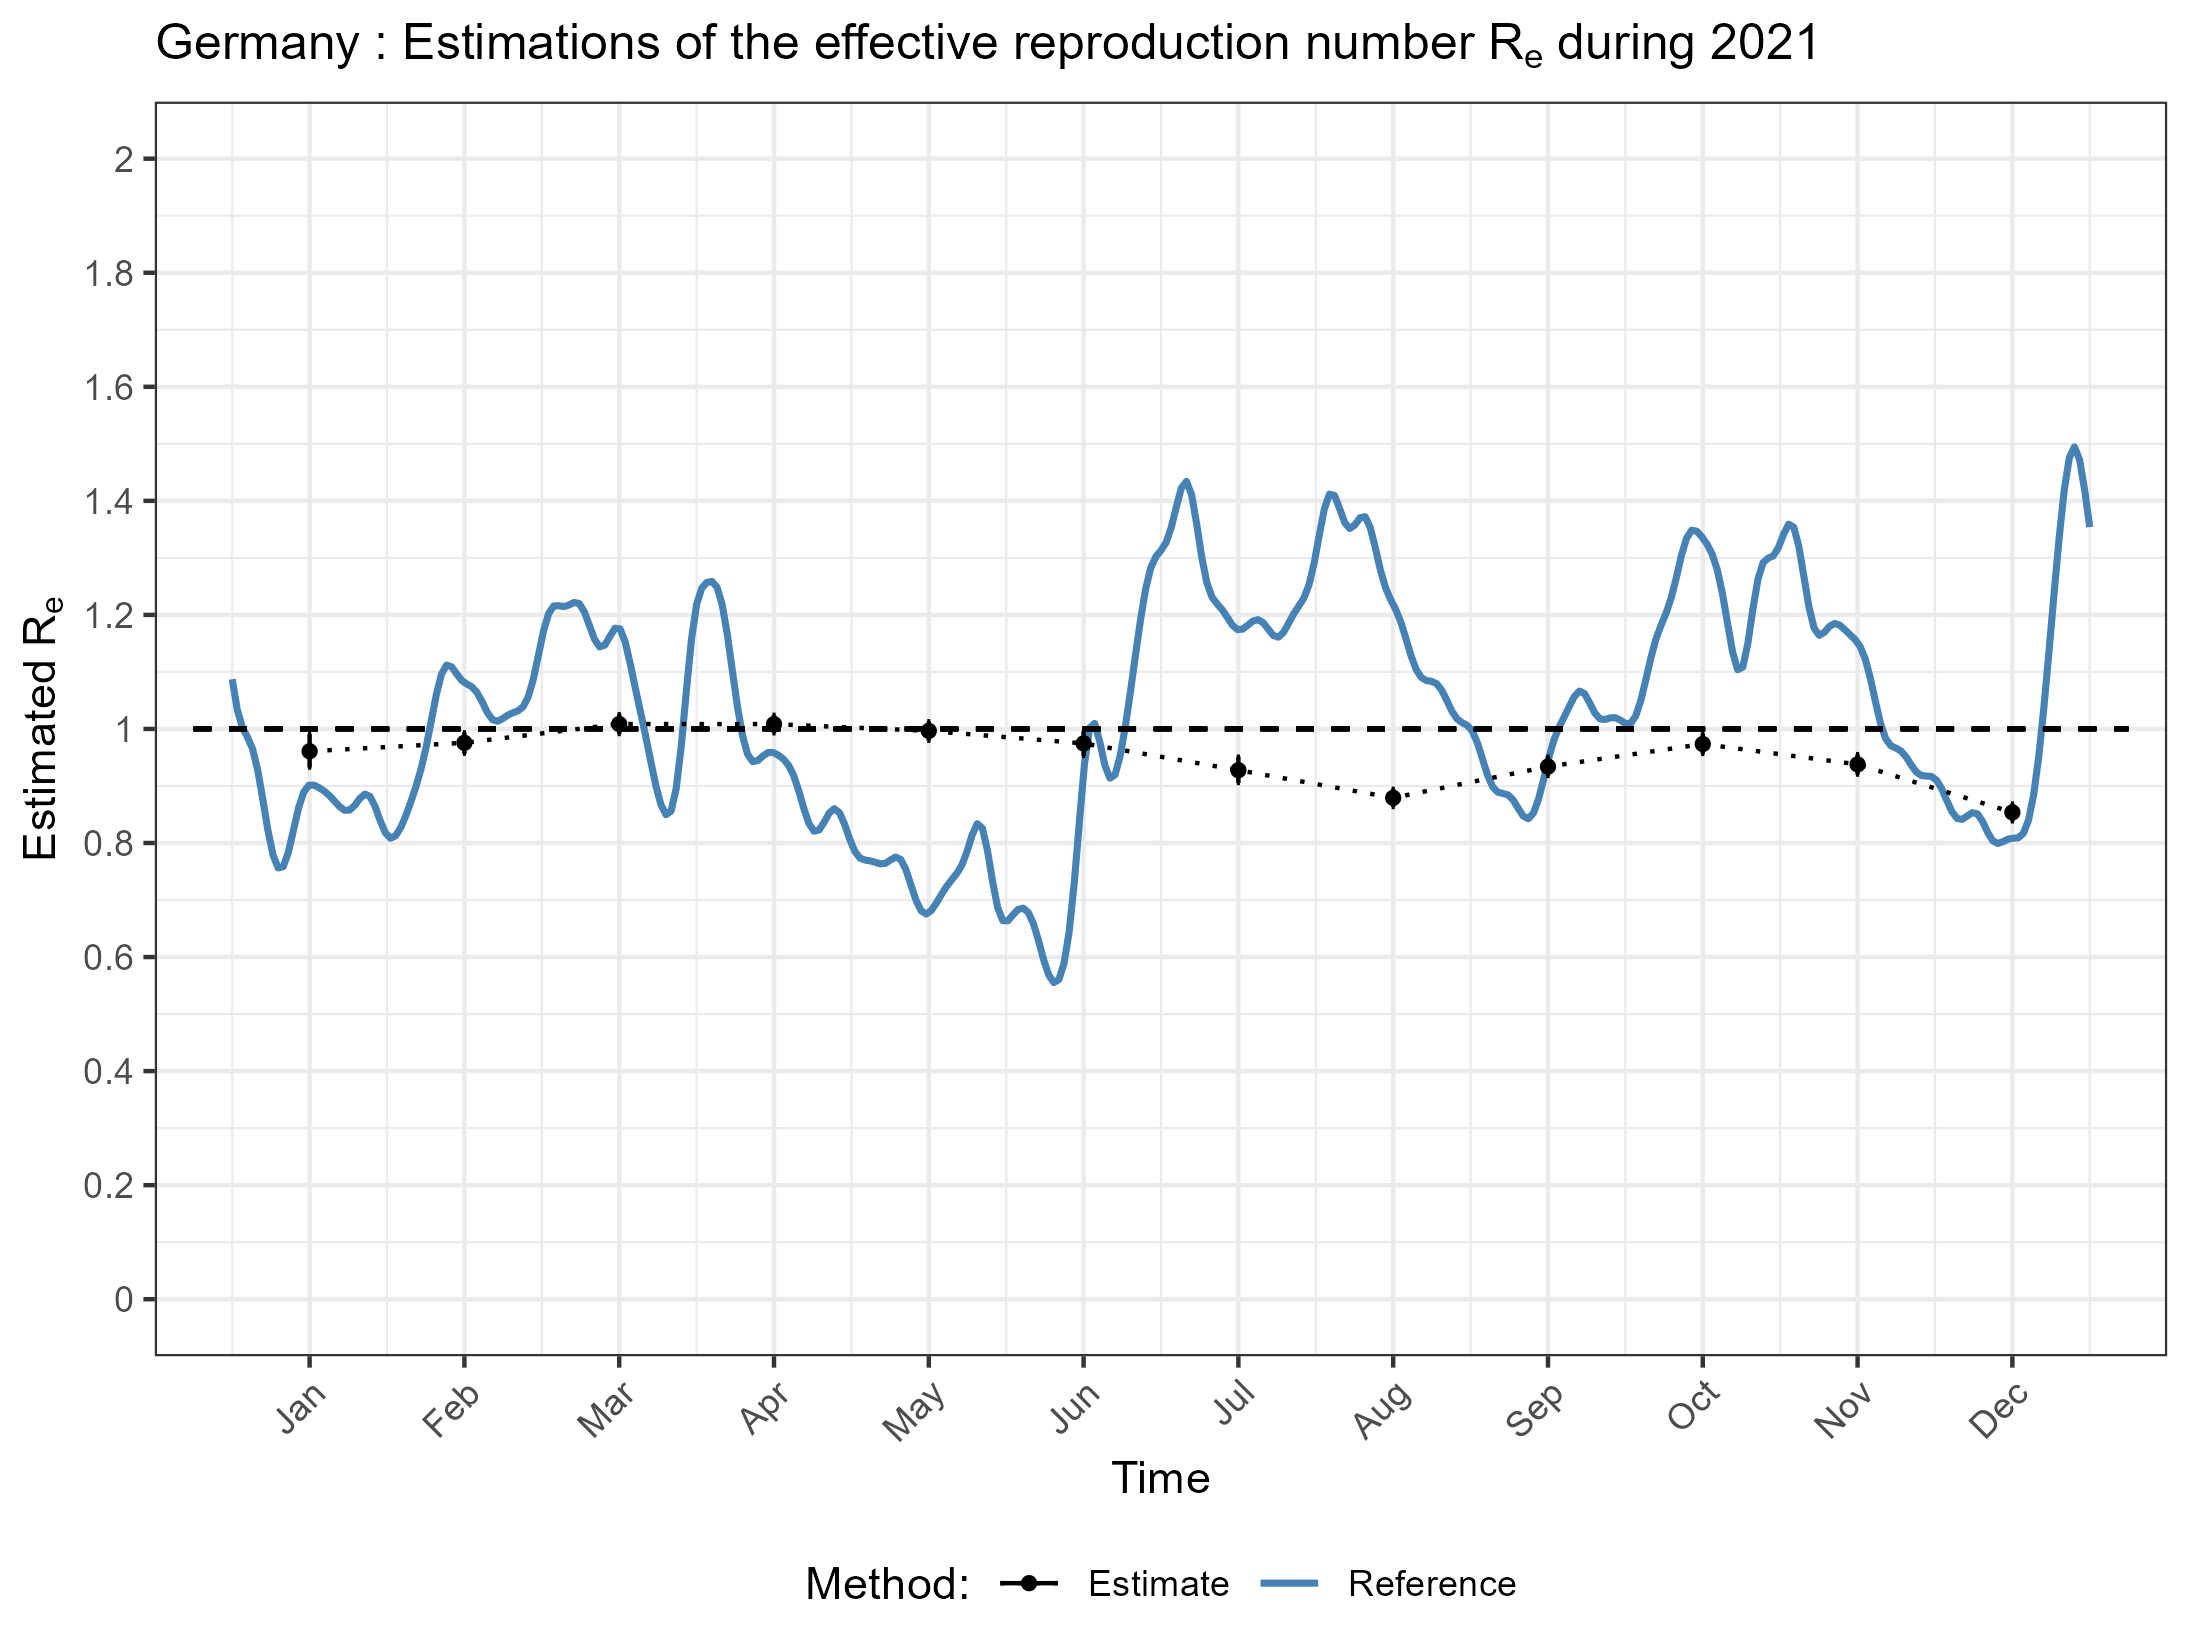 Germany : Estimations of the effective reproduction number Re during 2021
Estimated Re
2
1.8
1.6
1.4
1.2
1
0.8
0.6
0.4
0.2
0
Jan Feb Mar Apr May Jun Jul Aug Sep Oct Nov Dec
Time
Method: Estimate Reference